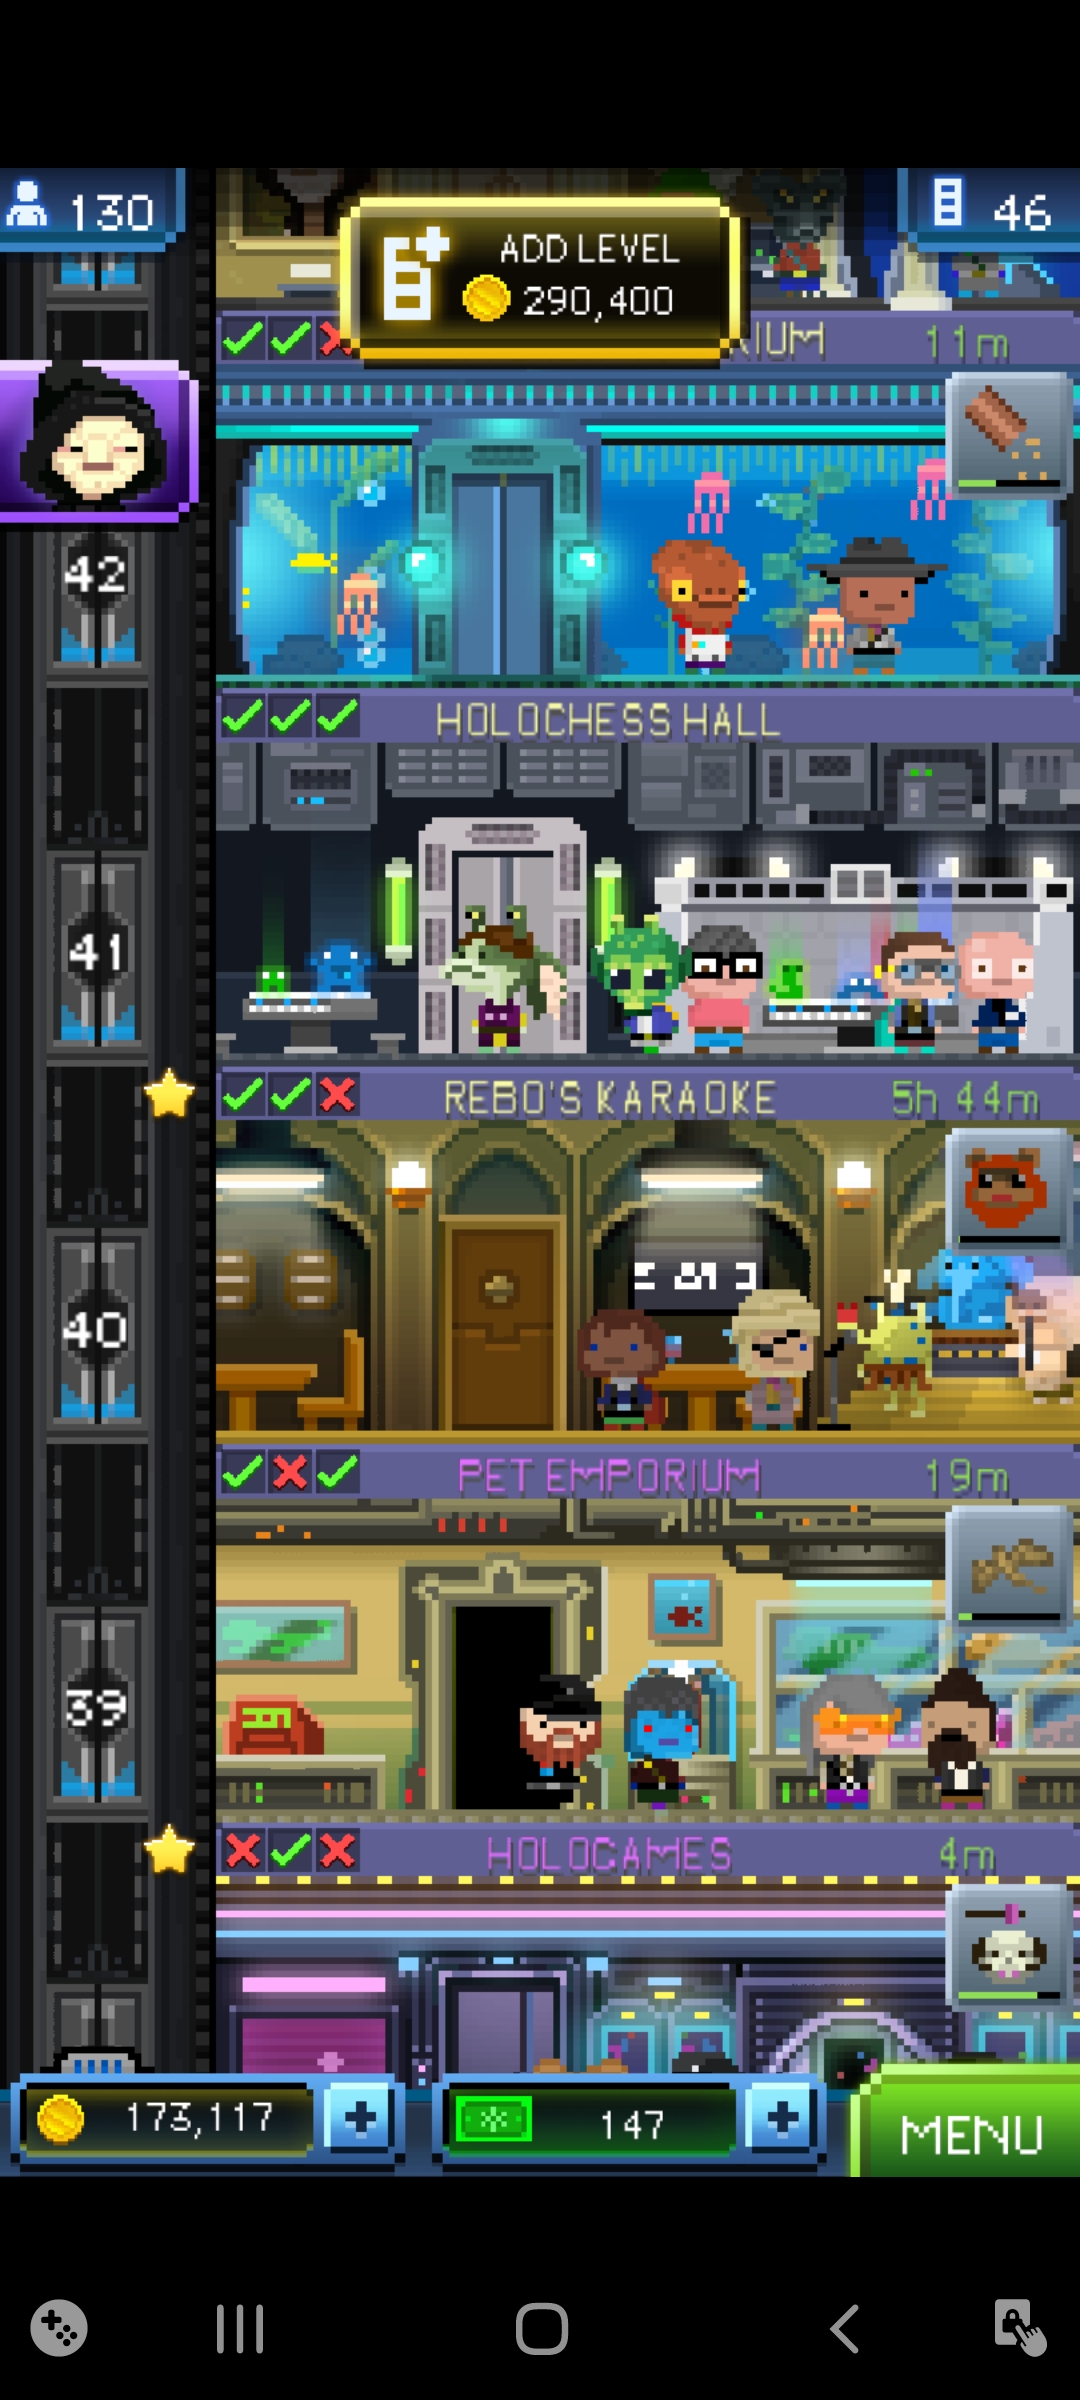 130
ADD LEVEL
290,400
46
RIUM 11m
42
HOLOCHESS HALL
41
REBO'S KARAOKE 5h 44m
40
PET EMPORIUM 19m
39
HOLOGAMES 4m
173,117
147
MENU